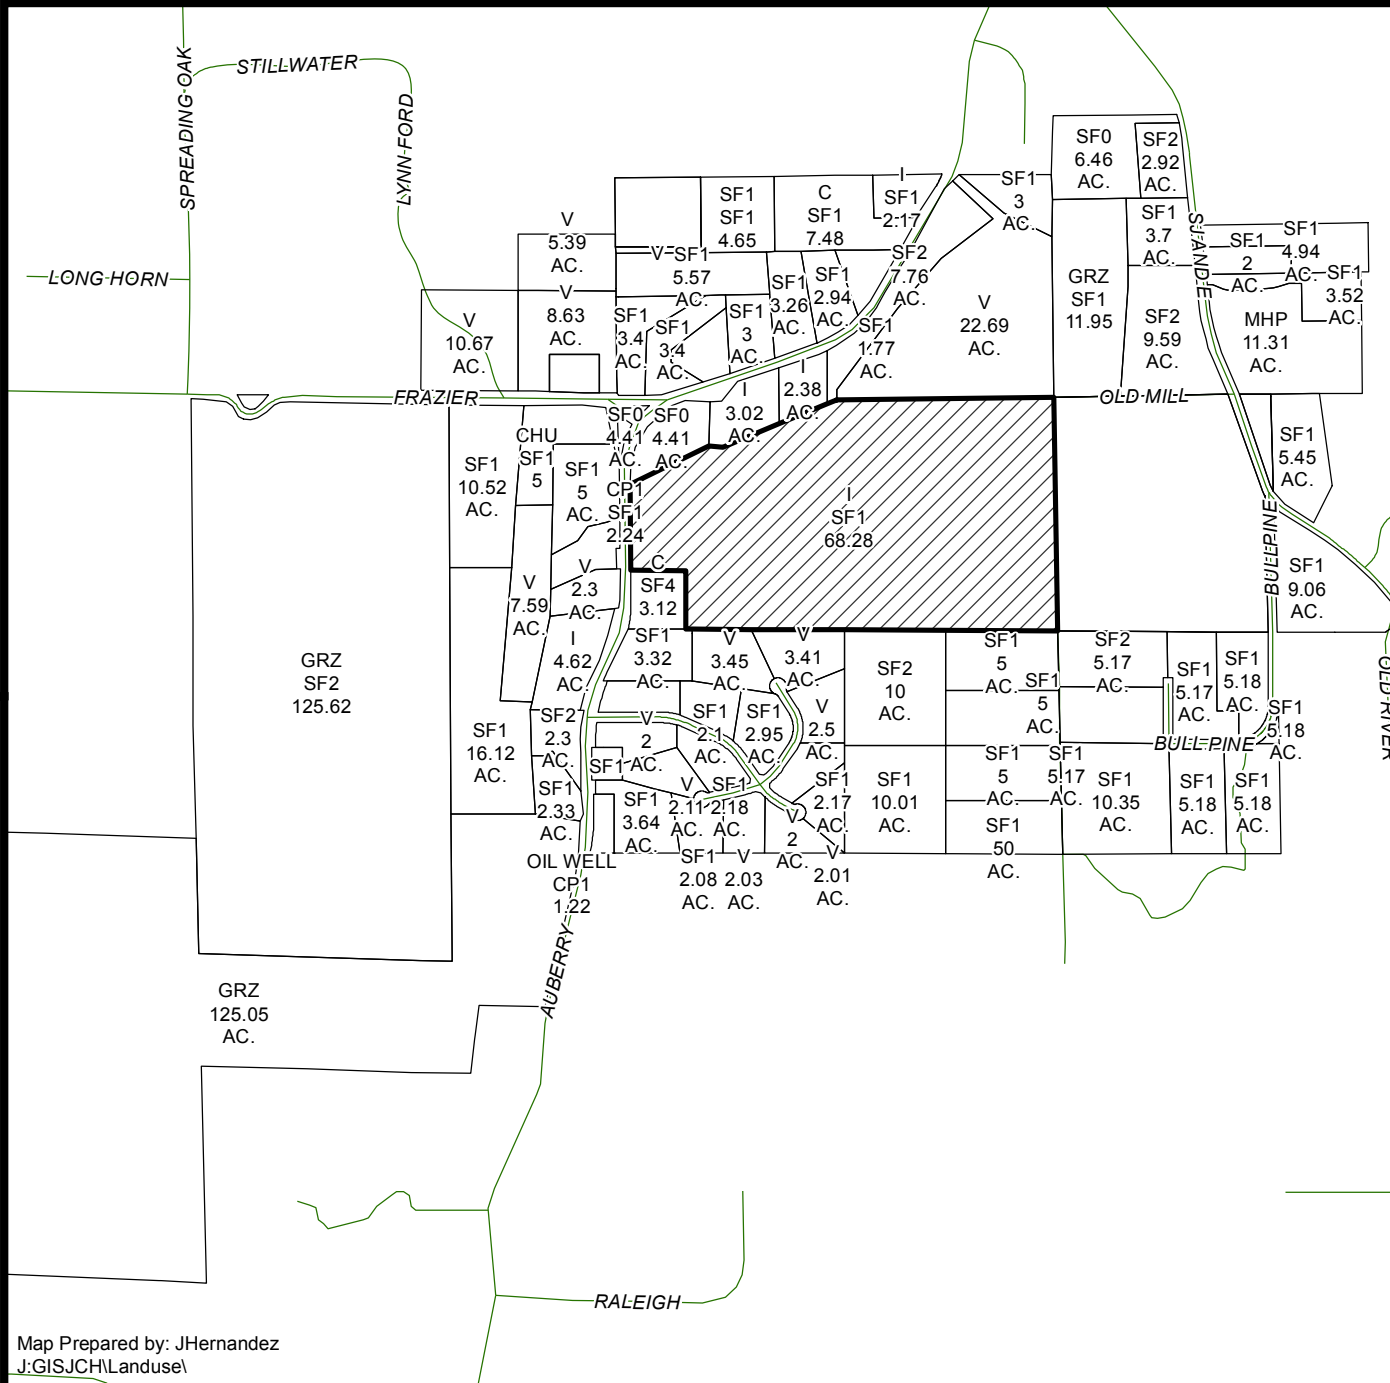 SPREADING OAK
STILLWATER
LYNN FORD
LONG HORN
V
5.39
AC.
V
8.63
AC.
V
10.67
AC.
SF1
SF1
4.65
C
SF1
7.48
I
SF1
2.17
SF1
3
AC.
SF0
6.46
AC.
SF2
2.92
AC.
SF1
3.7
AC.
SJ AND E
SF1
4.94
AC.
SF1
2
AC.
SF1
3.52
AC.
V
SF1
5.57
AC.
SF1
3.26
AC.
SF1
2.94
AC.
SF2
7.76
AC.
V
22.69
AC.
GRZ
SF1
11.95
SF2
9.59
AC.
MHP
11.31
AC.
SF1
3.4
AC.
SF1
3.4
AC.
SF1
3
AC.
SF1
1.77
AC.
I
2.38
AC.
I
3.02
AC.
FRAZIER
OLD MILL
SF0
4.41
AC.
SF0
4.41
AC.
CHU
SF1
5
SF1
10.52
AC.
SF1
5
AC.
CP1
SF1
2.24
I
SF1
68.28
SF1
5.45
AC.
BULLPINE
SF1
9.06
AC.
V
7.59
AC.
V
2.3
AC.
C
SF4
3.12
I
4.62
AC.
SF1
3.32
AC.
V
3.45
AC.
V
3.41
AC.
SF2
10
AC.
SF1
5
AC.
SF1
5
AC.
SF2
5.17
AC.
SF1
5.17
AC.
SF1
5.18
AC.
SF1
5.18
AC.
OLD RIVER
GRZ
SF2
125.62
SF1
16.12
AC.
SF2
2.3
AC.
V
2
AC.
SF1
2.1
AC.
SF1
2.95
AC.
V
2.5
AC.
BULL PINE
SF1
SF1
2.33
AC.
SF1
3.64
AC.
V
2.11
AC.
SF1
2.18
AC.
SF1
2.17
AC.
V
2
AC.
SF1
10.01
AC.
SF1
5
AC.
SF1
5.17
AC.
SF1
10.35
AC.
SF1
5.18
AC.
SF1
5.18
AC.
SF1
50
AC.
OIL WELL
CP1
1.22
SF1
2.08
AC.
V
2.03
AC.
V
2.01
AC.
AUBERRY
GRZ
125.05
AC.
RALEIGH
Map Prepared by: JHernandez
J:GISJCH\Landuse\